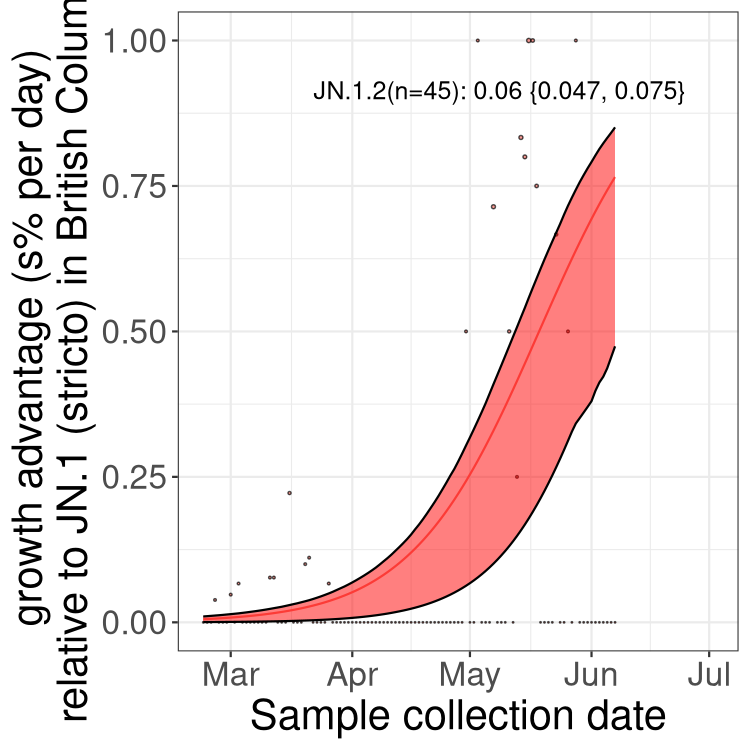 growth advantage (s% per day)
relative to JN.1 (stricto) in British Colum
1.00
0.75
0.50
0.25
0.00
JN.1.2(n=45): 0.06 {0.047, 0.075}
Mar Apr May Jun Jul
Sample collection date